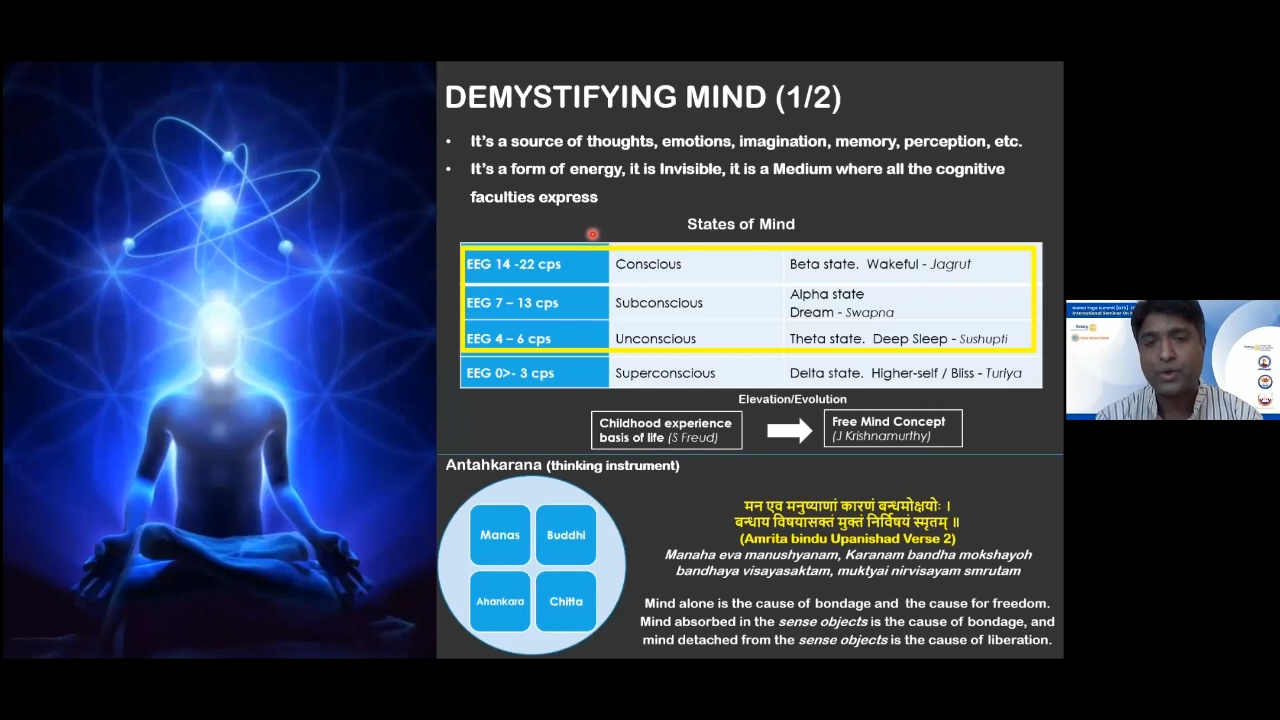 DEMYSTIFYING MIND (1/2)
• It's a source of thoughts, emotions, imagination, memory, perception, etc.
• It's a form of energy, it is Invisible, it is a Medium where all the cognitive
faculties express
States of Mind
EEG 14 -22 cps Conscious Beta state. Wakeful - Jagrut
EEG 7 – 13 cps Subconscious Alpha state
Dream - Swapna
EEG 4 – 6 cps Unconscious Theta state. Deep Sleep - Sushupti
EEG 0>- 3 cps Superconscious Delta state. Higher-self / Bliss - Turiya
Elevation/Evolution
Childhood experience
basis of life (S Freud)
Free Mind Concept
(J Krishnamurthy)
Antahkarana (thinking instrument)
Manas
Buddhi
Ahankara
Chitta
मन एव मनुष्याणां कारणं बन्धमोक्षयोः ।
बन्धाय विषयासक्तं मुक्तं निर्विषयं स्मृतम् ॥
(Amrita bindu Upanishad Verse 2)
Manaha eva manushyanam, Karanam bandha mokshayoh
bandhaya visayasaktam, muktyai nirvisayam smrutam
Mind alone is the cause of bondage and the cause for freedom.
Mind absorbed in the sense objects is the cause of bondage, and
mind detached from the sense objects is the cause of liberation.
Global Yoga Summit
International Seminar On
Rotary
Rotary